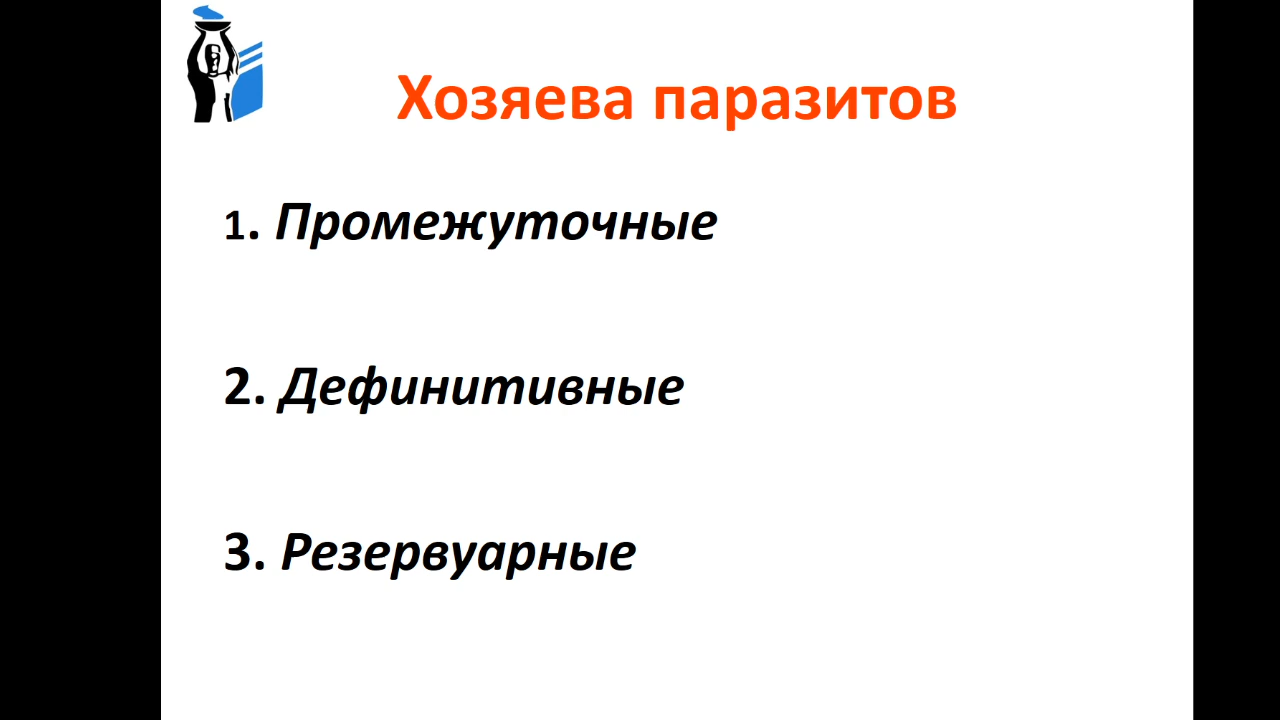 Хозяева паразитов
1. Промежуточные
2. Дефинитивные
3. Резервуарные